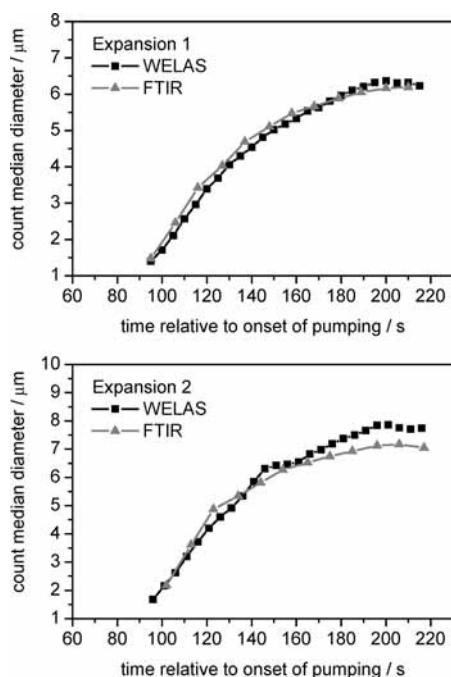 8
7
6
5
4
3
2
1
count median diameter / μm
Expansion 1
WELAS
FTIR
60 80 100 120 140 160 180 200 220
time relative to onset of pumping / s
10
9
8
7
6
5
4
3
2
1
count median diameter / μm
Expansion 2
WELAS
FTIR
60 80 100 120 140 160 180 200 220
time relative to onset of pumping / s